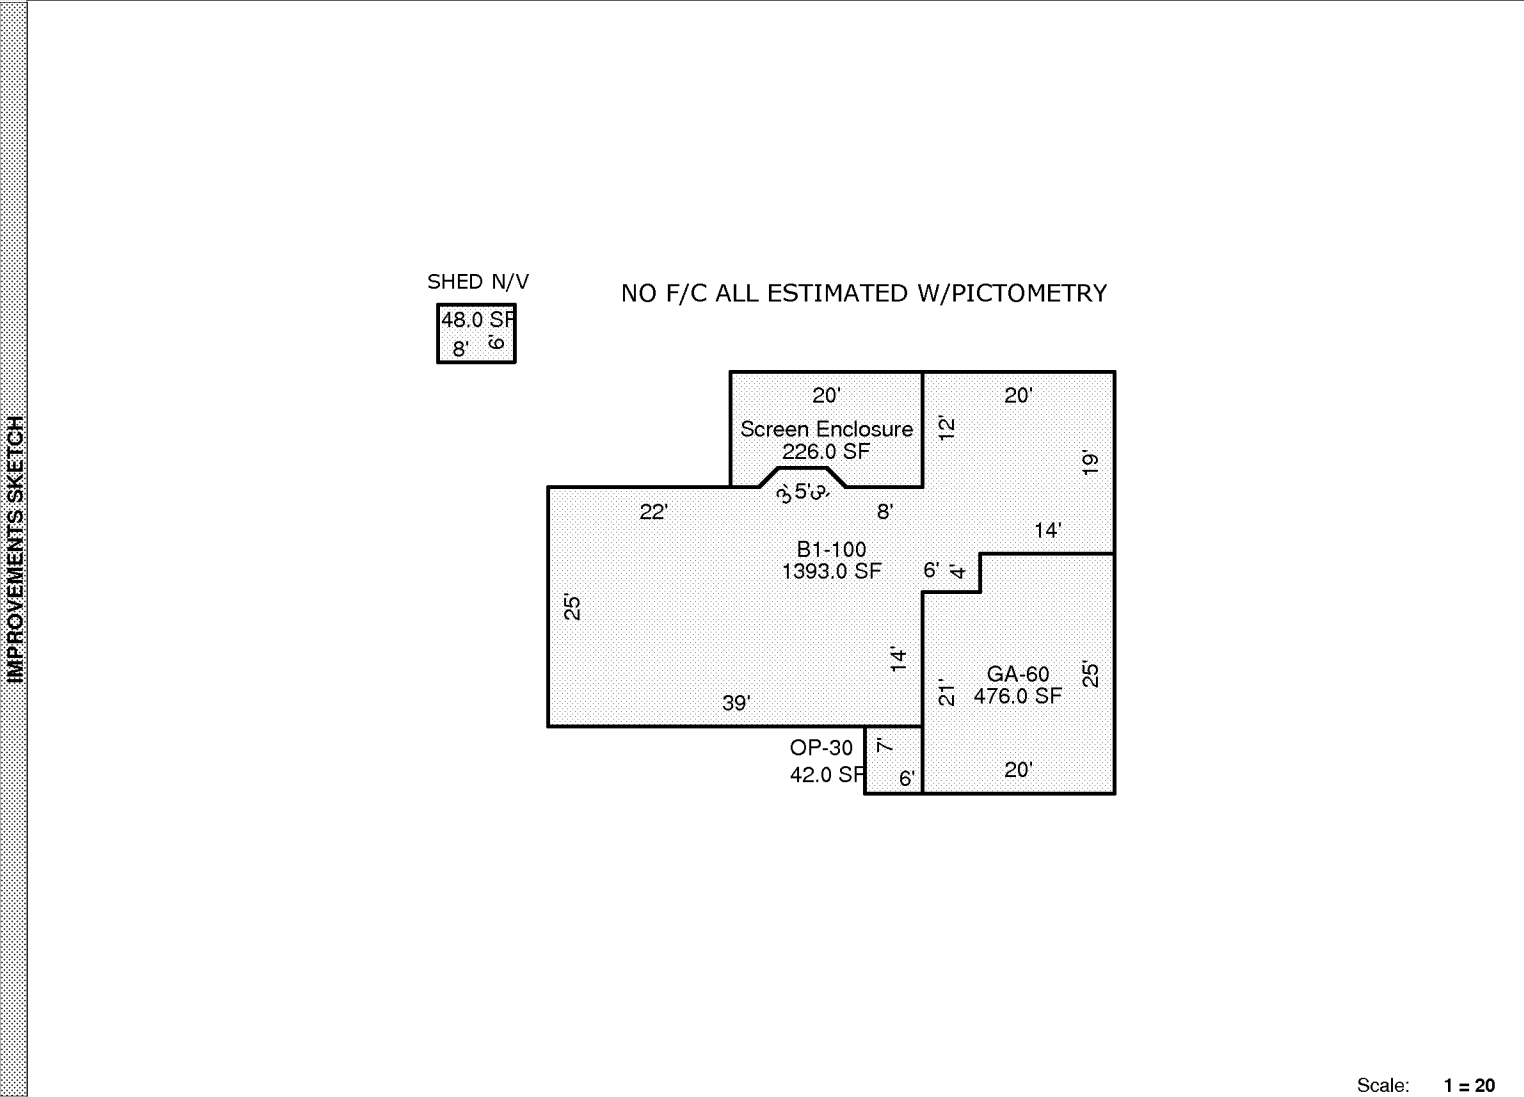 IMPROVEMENTS SKETCH
SHED N/V
48.0 SF
8'
6'
NO F/C ALL ESTIMATED W/PICTOMETRY
20'
Screen Enclosure
226.0 SF
20'
12'
19'
3'
5'
3'
22'
8'
14'
B1-100
1393.0 SF
6'
4'
25'
14'
39'
GA-60
476.0 SF
21'
25'
20'
OP-30
42.0 SF
7'
6'
Scale: 1 = 20